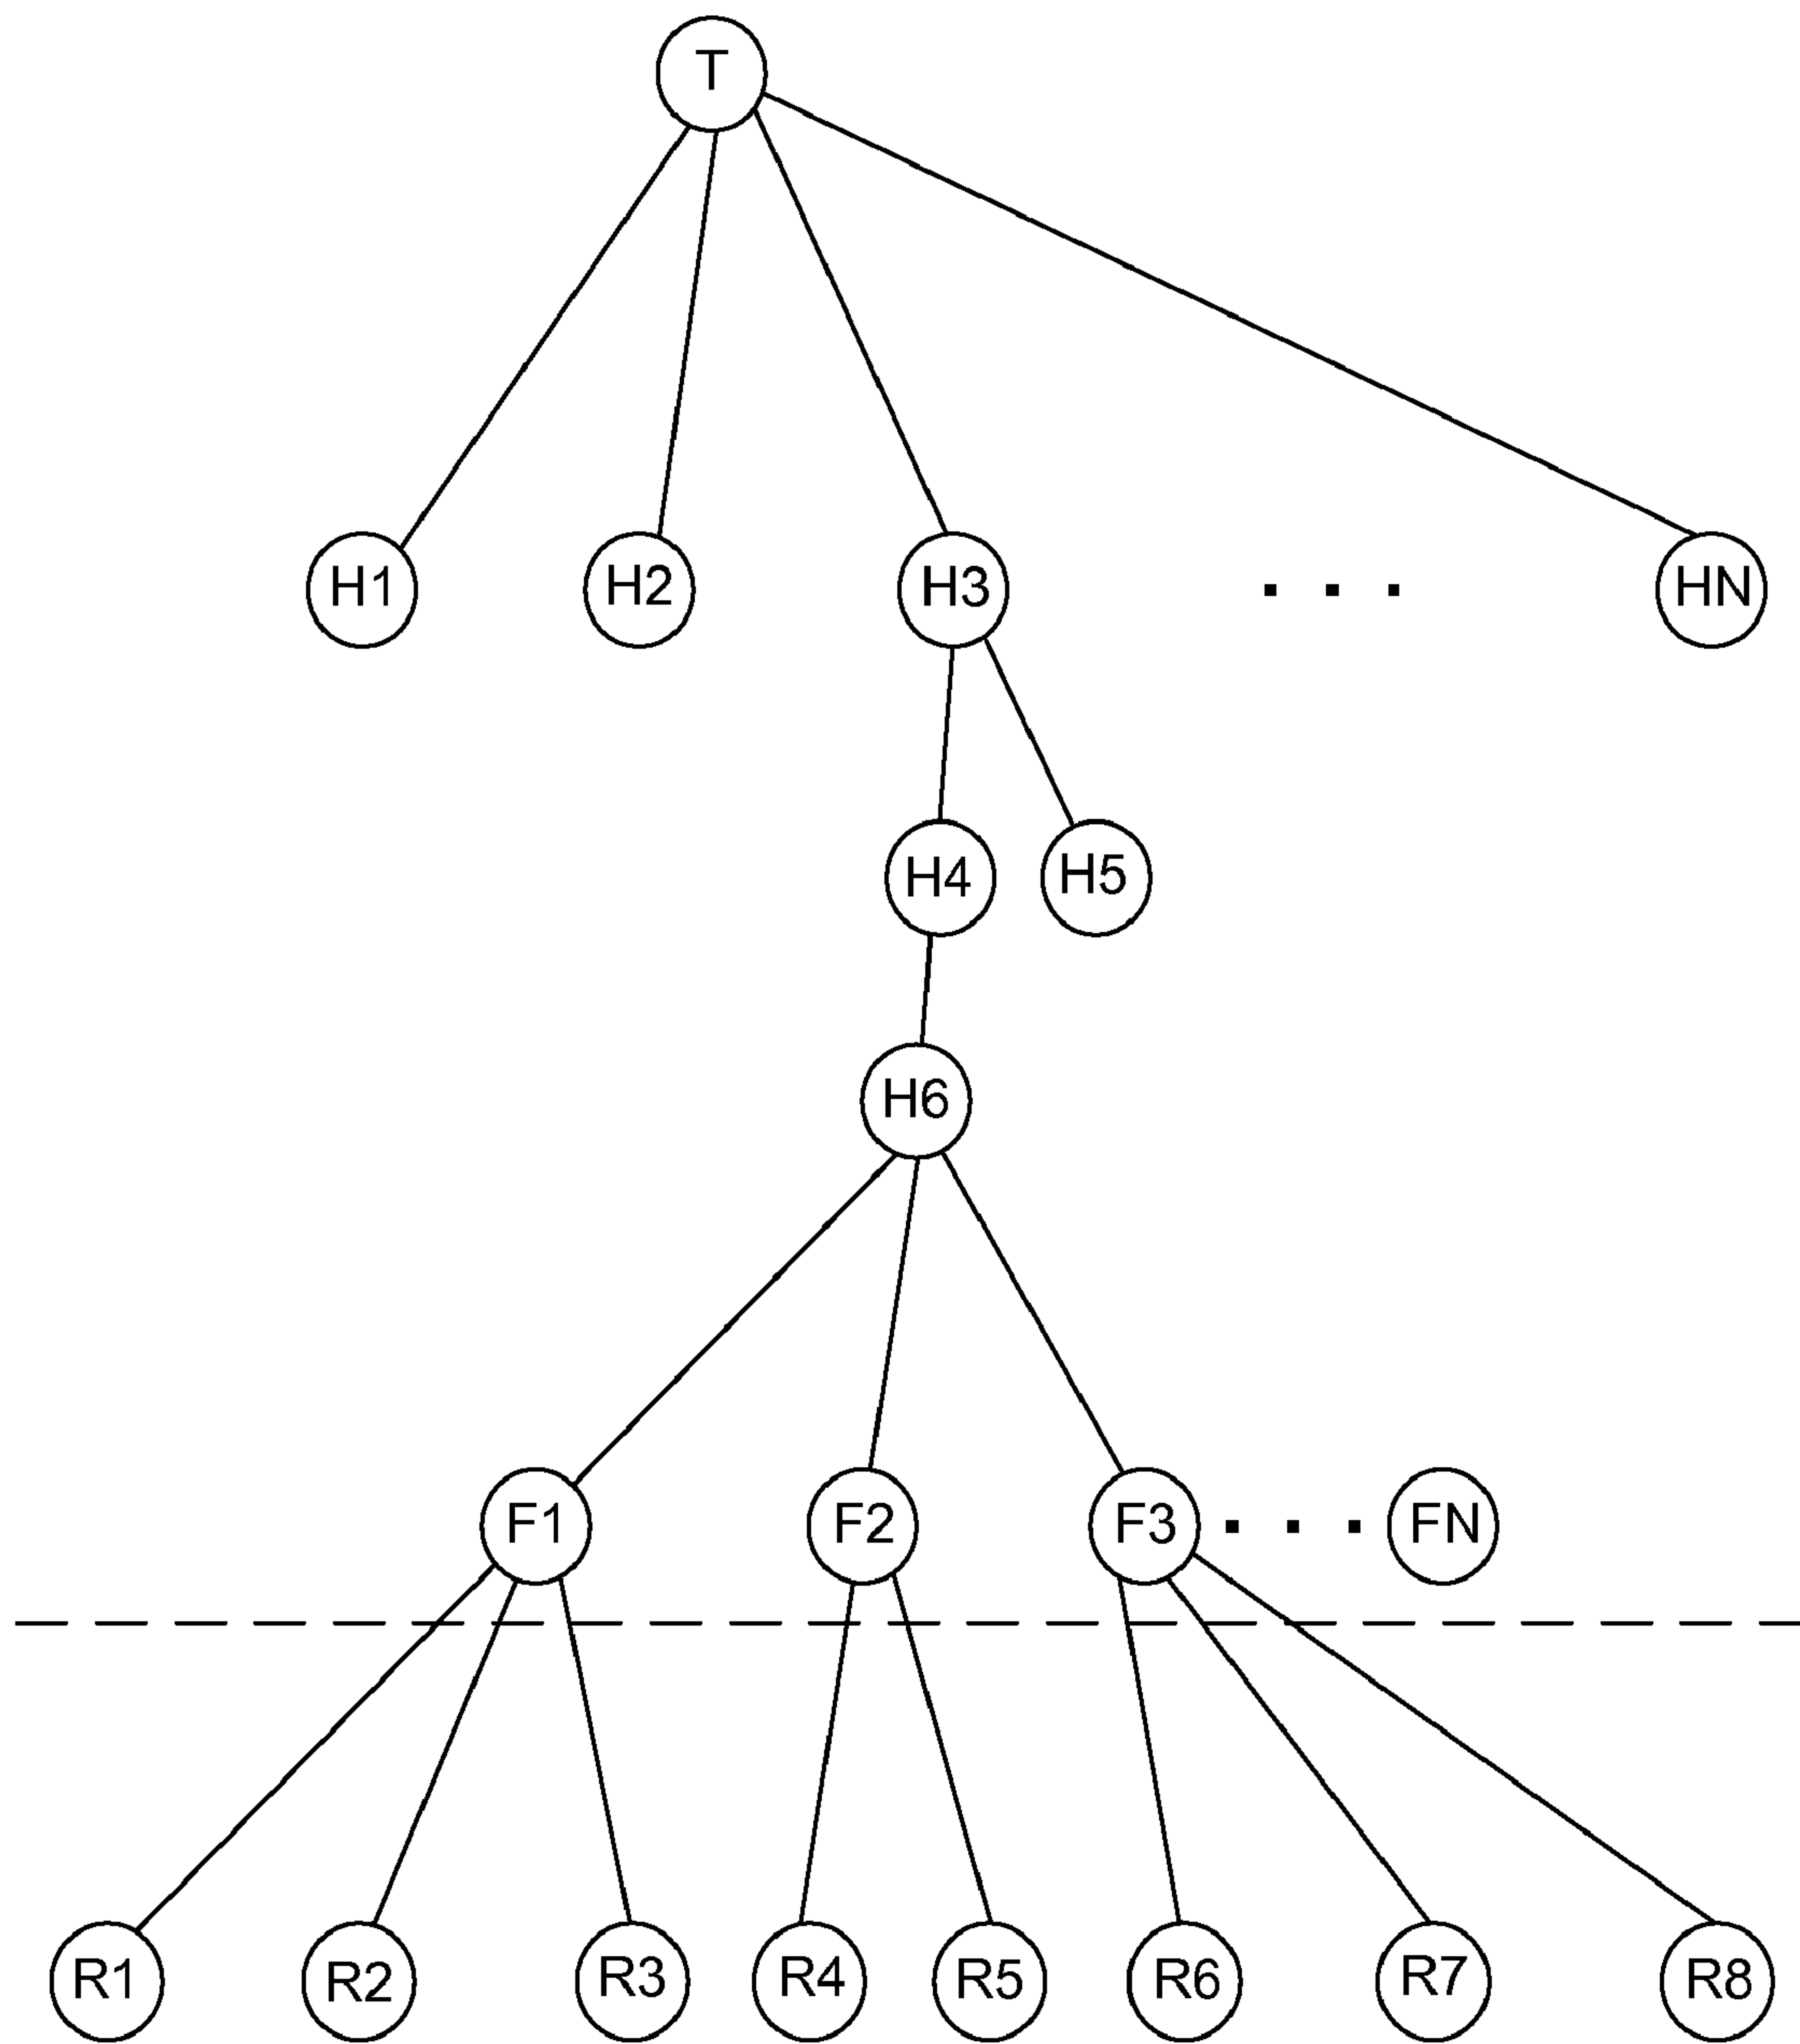 T
H1 H2 H3 . . . HN
H4 H5
H6
F1 F2 F3 . . . FN
R1 R2 R3 R4 R5 R6 R7 R8